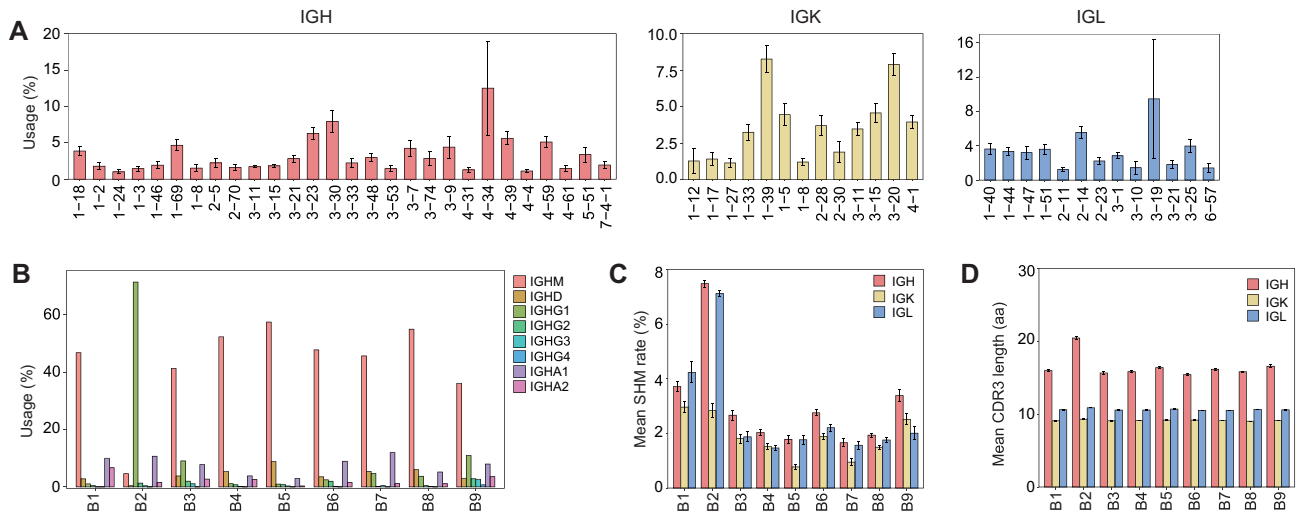 A
IGH
IGK
IGL
Usage (%)
20
15
10
5
0
10.0
7.5
5.0
2.5
0.0
16
12
8
4
0
1−18
1−2
1−24
1−3
1−46
1−69
1−8
2−5
2−70
3−11
3−15
3−21
3−23
3−30
3−33
3−48
3−53
3−7
3−74
3−9
4−31
4−34
4−39
4−4
4−59
4−61
5−51
7−4−1
1−12
1−17
1−27
1−33
1−39
1−5
1−8
2−28
2−30
3−11
3−15
3−20
4−1
1−40
1−44
1−47
1−51
2−11
2−14
2−23
3−1
3−10
3−19
3−21
3−25
6−57
B
Usage (%)
60
40
20
0
IGHM
IGHD
IGHG1
IGHG2
IGHG3
IGHG4
IGHA1
IGHA2
B1
B2
B3
B4
B5
B6
B7
B8
B9
C
Mean SHM rate (%)
8
6
4
2
0
IGH
IGK
IGL
B1
B2
B3
B4
B5
B6
B7
B8
B9
D
Mean CDR3 length (aa)
30
20
10
0
IGH
IGK
IGL
B1
B2
B3
B4
B5
B6
B7
B8
B9